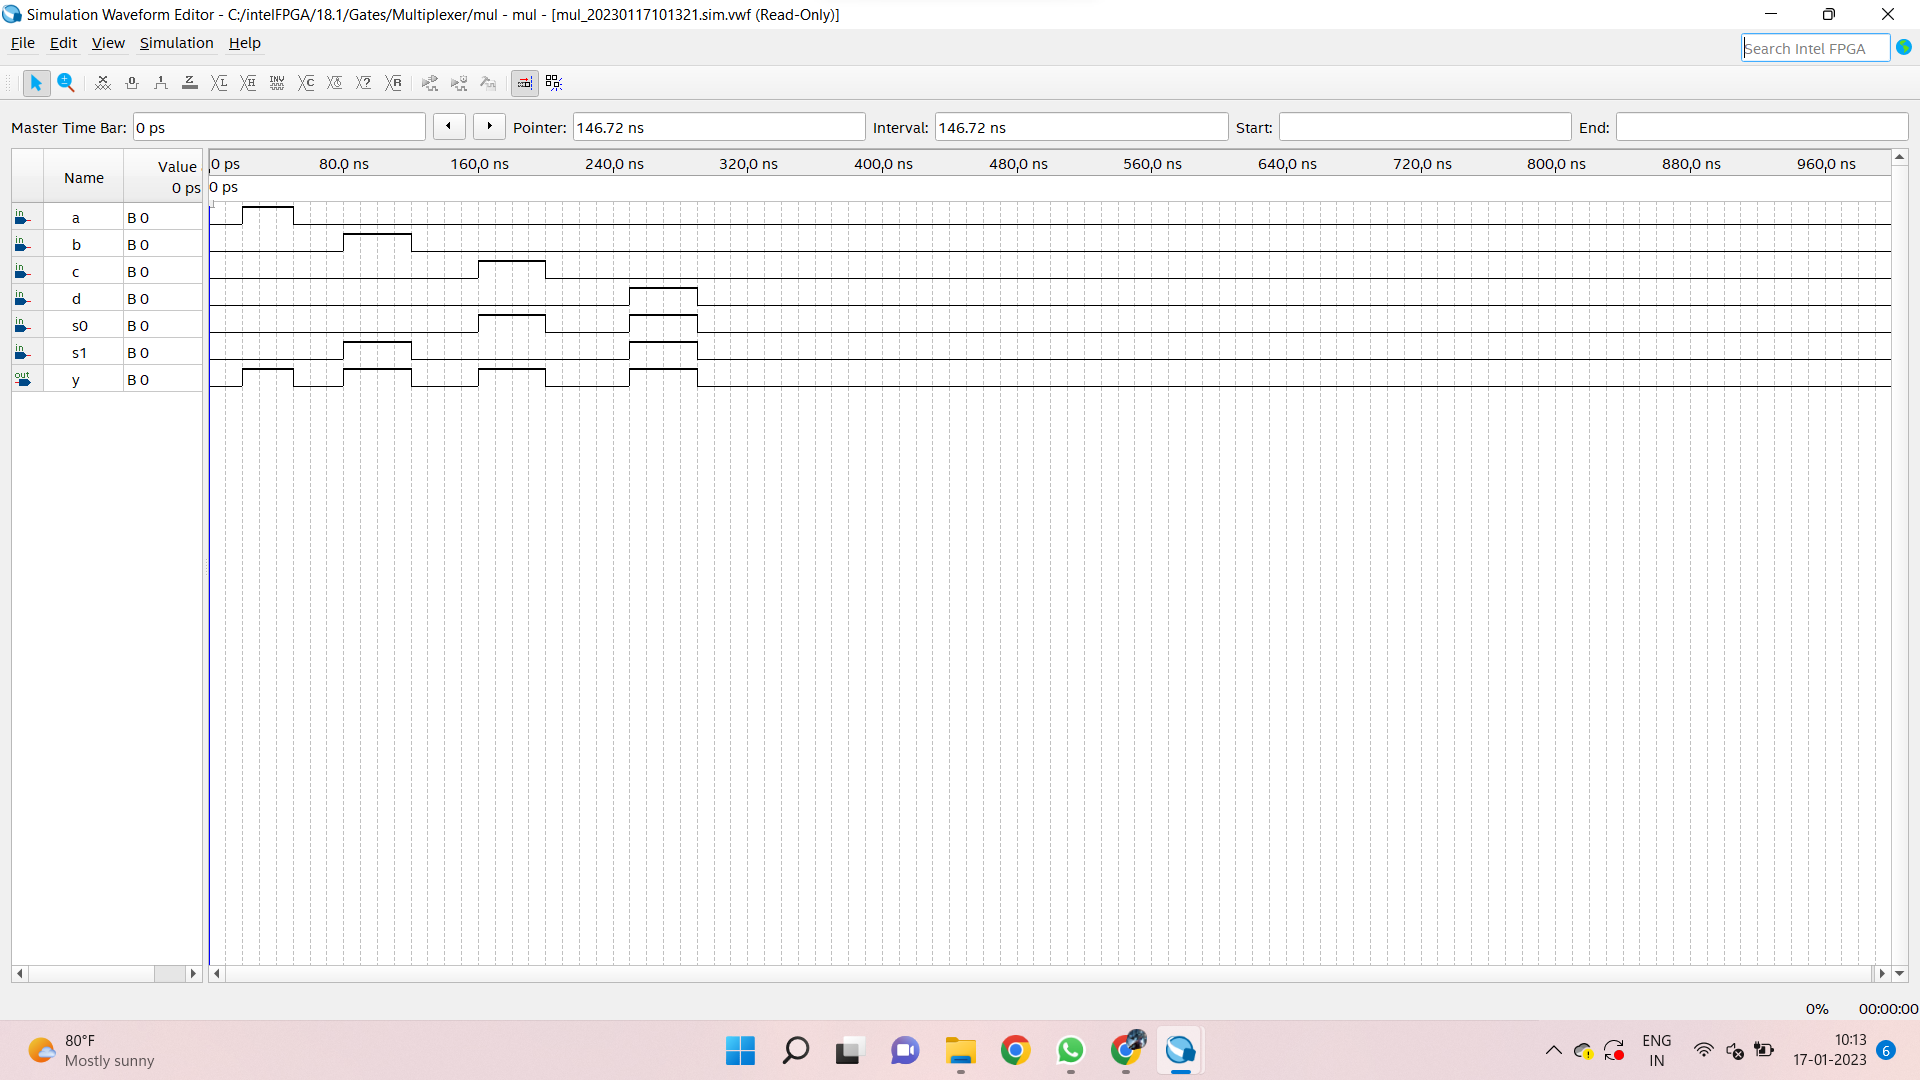 Simulation Waveform Editor - C:/intelFPGA/18.1/Gates/Multiplexer/mul - mul - [mul_20230117101321.sim.vwf (Read-Only)]
File Edit View Simulation Help
Search Intel FPGA
Master Time Bar: 0 ps Pointer: 146.72 ns Interval: 146.72 ns Start: End:
Name Value 0 ps
0 ps 80.0 ns 160.0 ns 240.0 ns 320.0 ns 400.0 ns 480.0 ns 560.0 ns 640.0 ns 720.0 ns 800.0 ns 880.0 ns 960.0 ns
0 ps
in a B 0
in b B 0
in c B 0
in d B 0
in s0 B 0
in s1 B 0
out y B 0
0% 00:00:00
80°F
Mostly sunny
ENG
IN
10:13
17-01-2023
6